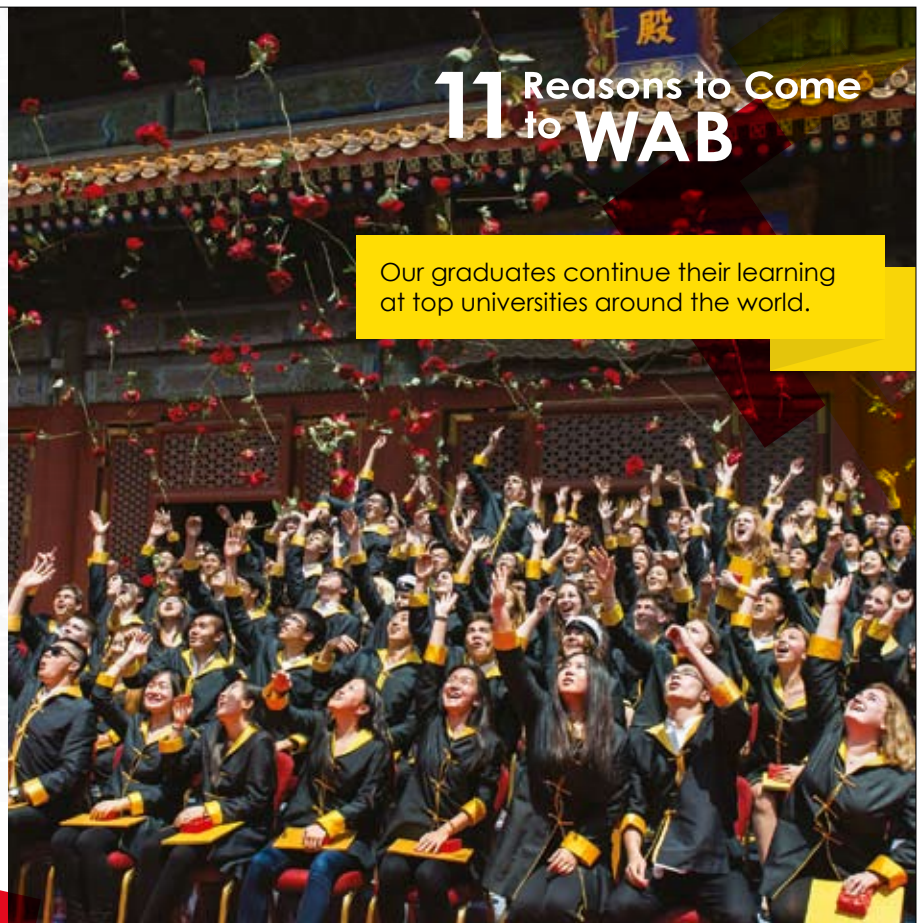 殿
11 Reasons to Come
to WAB
Our graduates continue their learning
at top universities around the world.